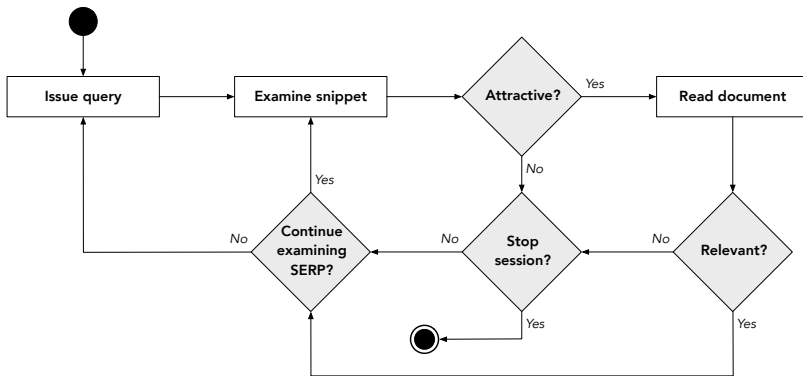 Issue query
Examine snippet
Attractive?
Yes
Read document
No
Yes
No
Continue
examining
SERP?
No
Stop
session?
No
Relevant?
Yes
Yes